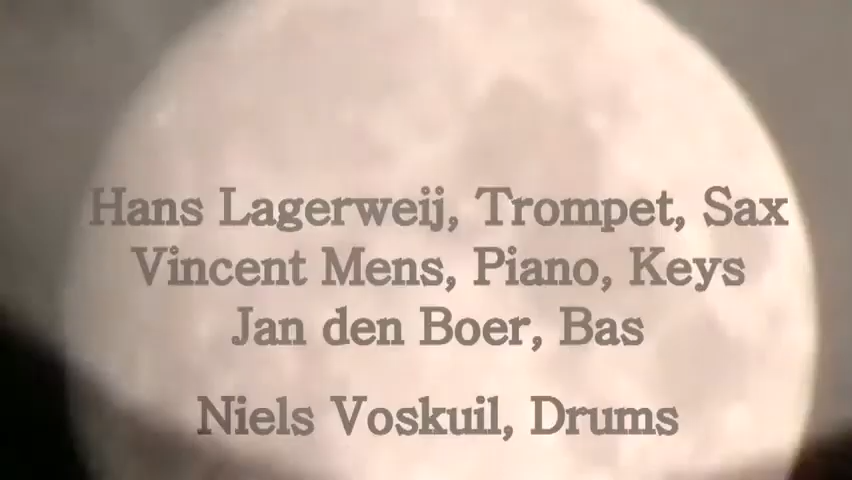 Hans Lagerweij, Trompet, Sax
Vincent Mens, Piano, Keys
Jan den Boer, Bas
Niels Voskuil, Drums